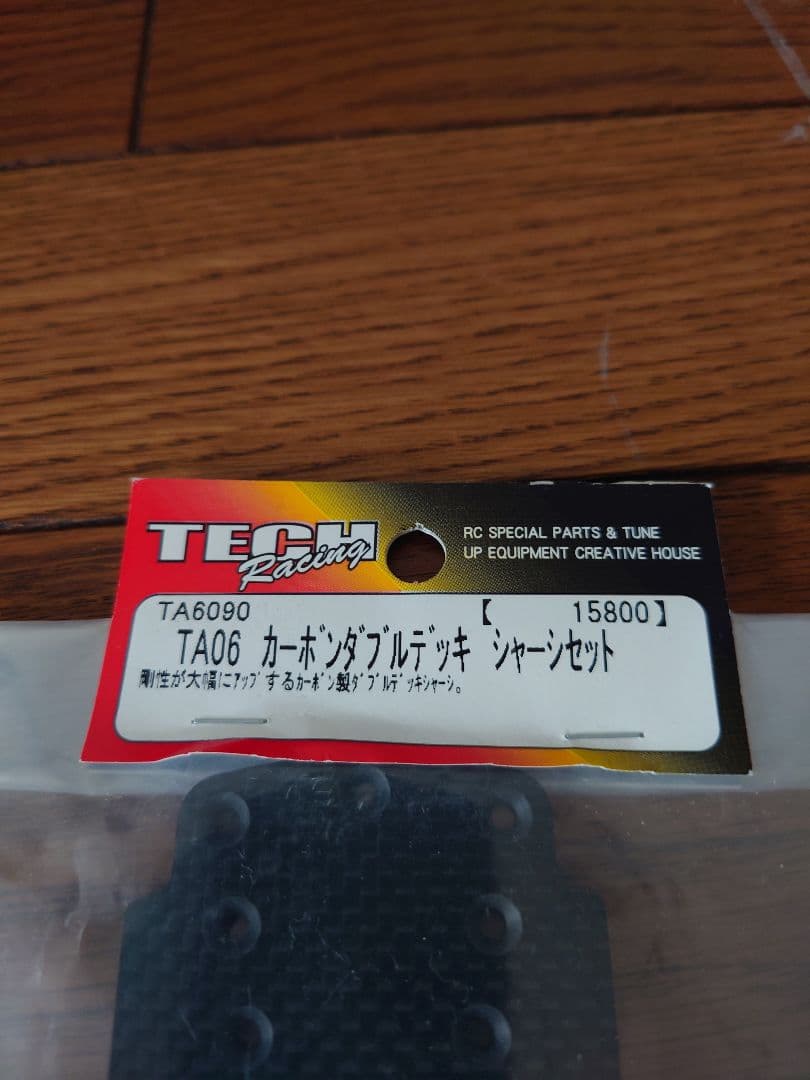 TECH
Racing
RC SPECIAL PARTS & TUNE
UP EQUIPMENT CREATIVE HOUSE
TA6090 【 15800】
TA06 カーボンダブルデッキ シャーシセット
剛性が大幅にアップするカーボン製ダブルデッキシャーシ。